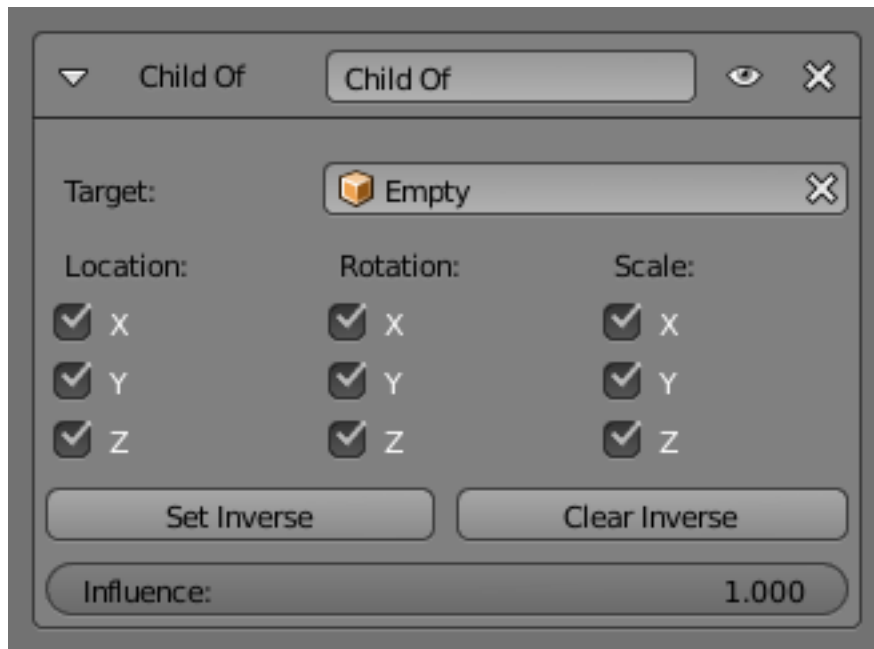 Child Of Child Of
Target: Empty
Location: Rotation: Scale:
X X X
Y Y Y
Z Z Z
Set Inverse Clear Inverse
Influence: 1.000